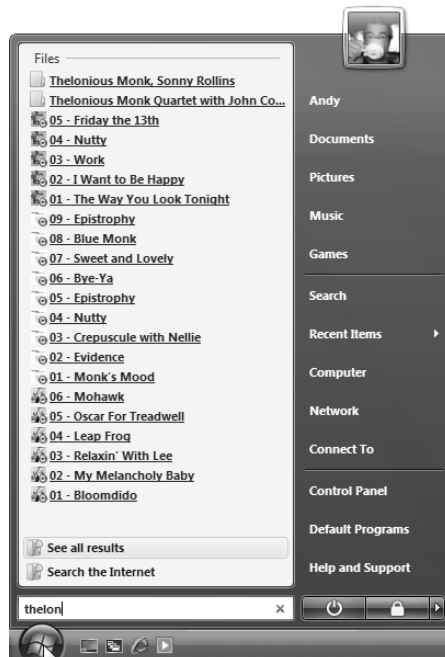 Files
Thelonious Monk, Sonny Rollins
Thelonious Monk Quartet with John Co...
05 - Friday the 13th
04 - Nutty
03 - Work
02 - I Want to Be Happy
01 - The Way You Look Tonight
09 - Epistrophy
08 - Blue Monk
07 - Sweet and Lovely
06 - Bye-Ya
05 - Epistrophy
04 - Nutty
03 - Crepuscule with Nellie
02 - Evidence
01 - Monk's Mood
06 - Mohawk
05 - Oscar For Treadwell
04 - Leap Frog
03 - Relaxin' With Lee
02 - My Melancholy Baby
01 - Bloomdido
See all results
Search the Internet
thelon
Andy
Documents
Pictures
Music
Games
Search
Recent Items
Computer
Network
Connect To
Control Panel
Default Programs
Help and Support